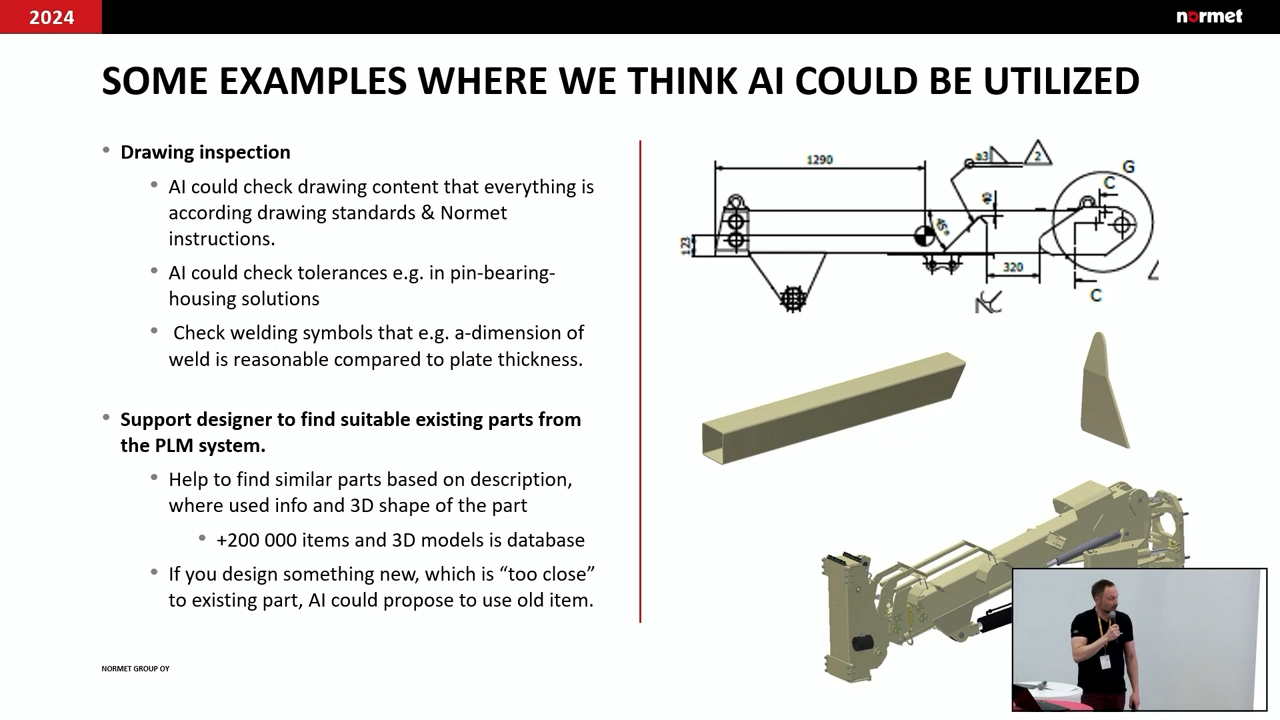 2024
normet
SOME EXAMPLES WHERE WE THINK AI COULD BE UTILIZED
• Drawing inspection
• AI could check drawing content that everything is
according drawing standards & Normet
instructions.
• AI could check tolerances e.g. in pin-bearing-
housing solutions
• Check welding symbols that e.g. a-dimension of
weld is reasonable compared to plate thickness.
• Support designer to find suitable existing parts from
the PLM system.
• Help to find similar parts based on description,
where used info and 3D shape of the part
• +200 000 items and 3D models is database
• If you design something new, which is “too close”
to existing part, AI could propose to use old item.
NORMET GROUP OY
1290
a3
2
G
C
40
45°
123
320
C